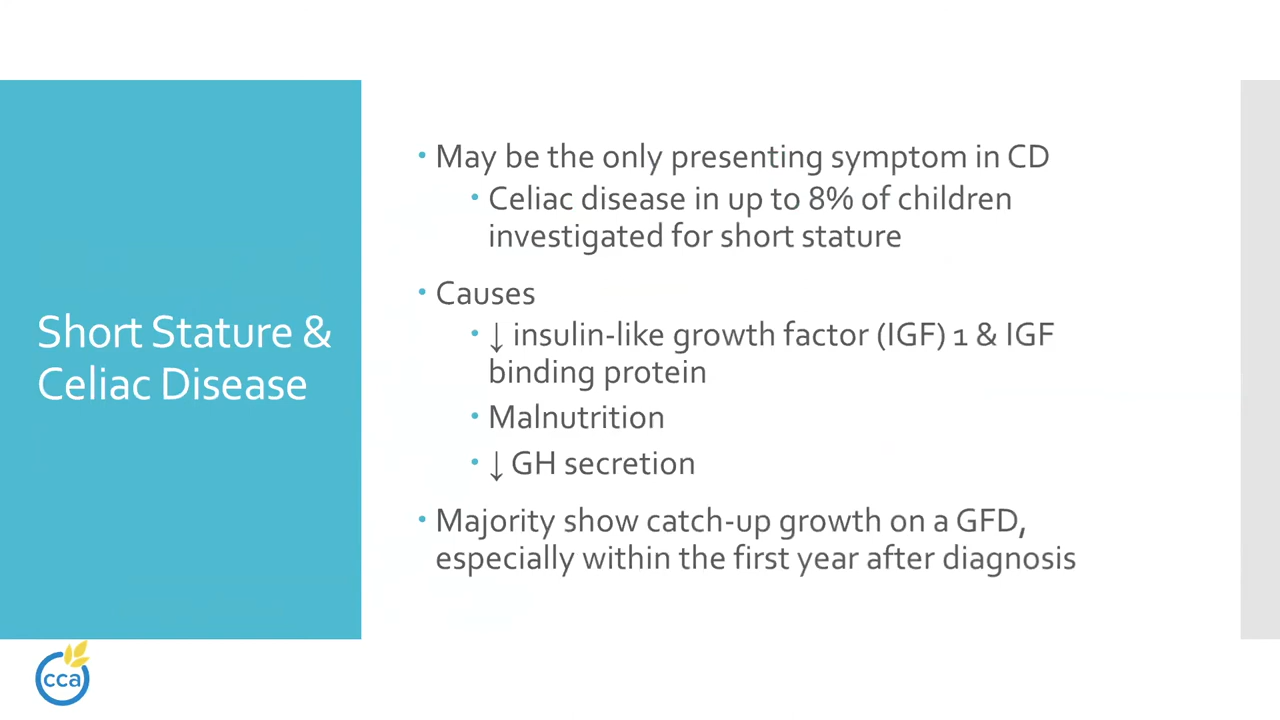 Short Stature &
Celiac Disease
• May be the only presenting symptom in CD
• Celiac disease in up to 8% of children
investigated for short stature
• Causes
• ↓ insulin-like growth factor (IGF) 1 & IGF
binding protein
• Malnutrition
• ↓ GH secretion
• Majority show catch-up growth on a GFD,
especially within the first year after diagnosis
cca